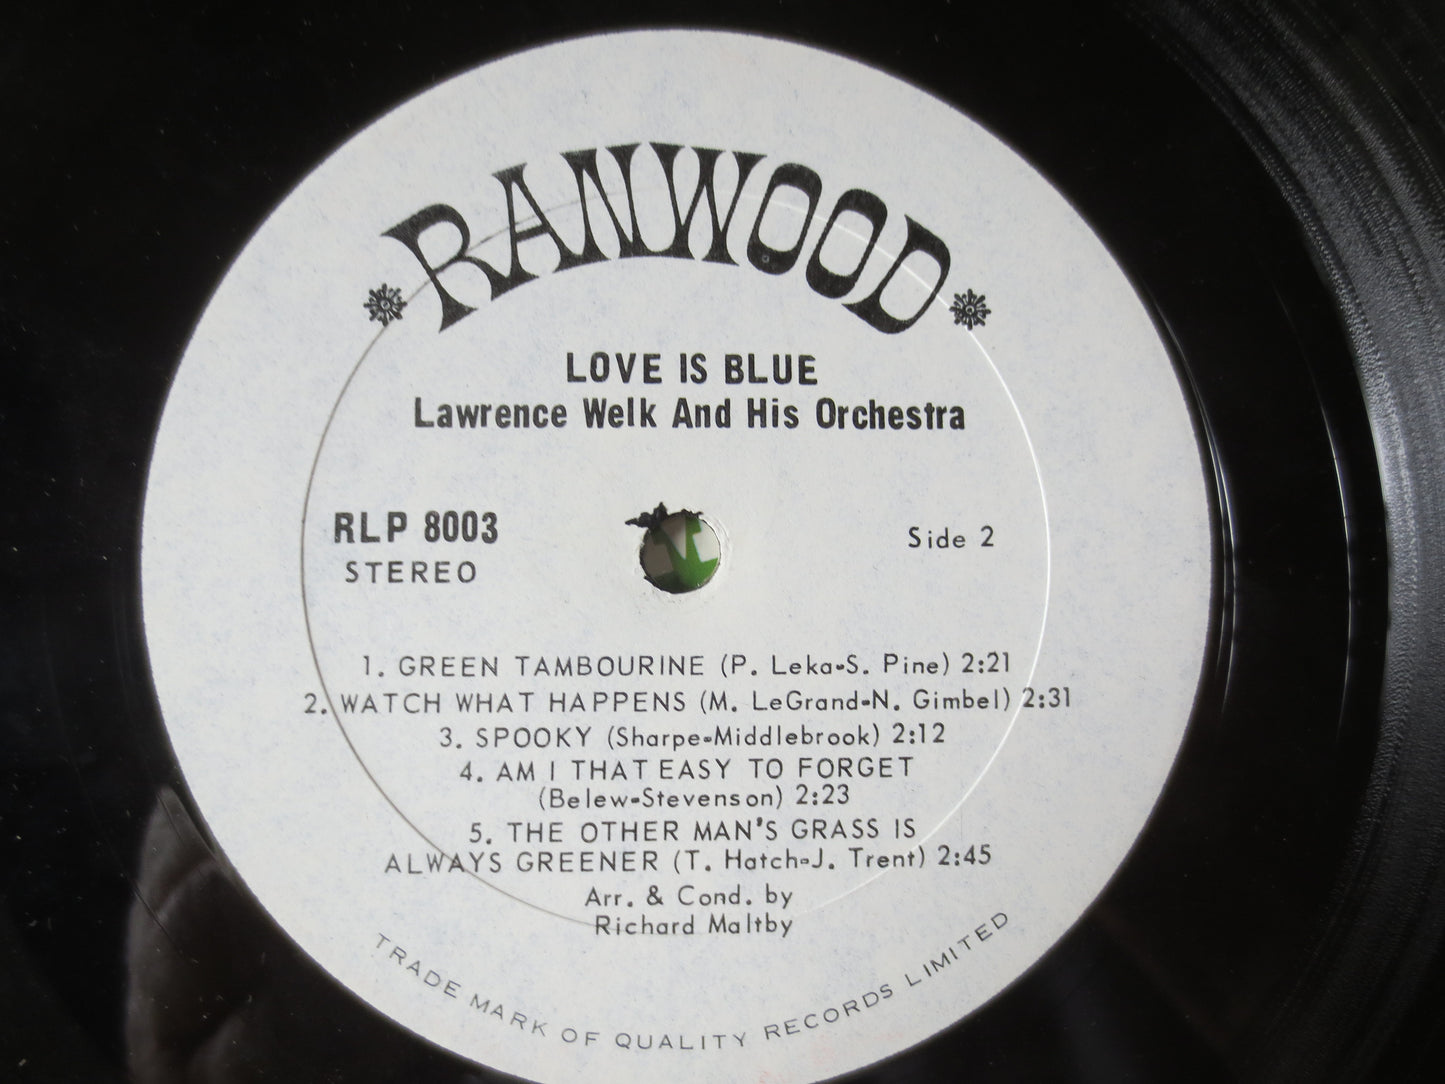 RANWOOD
LOVE IS BLUE
Lawrence Welk And His Orchestra
RLP 8003
STEREO
Side 2
1. GREEN TAMBOURINE (P. Leka-S. Pine) 2:21
2. WATCH WHAT HAPPENS (M. LeGrand-N. Gimbel) 2:31
3. SPOOKY (Sharpe-Middlebrook) 2:12
4. AM I THAT EASY TO FORGET
(Belew-Stevenson) 2:23
5. THE OTHER MAN'S GRASS IS
ALWAYS GREENER (T. Hatch-J. Trent) 2:45
Arr. & Cond. by
Richard Maltby
TRADE MARK OF QUALITY RECORDS LIMITED